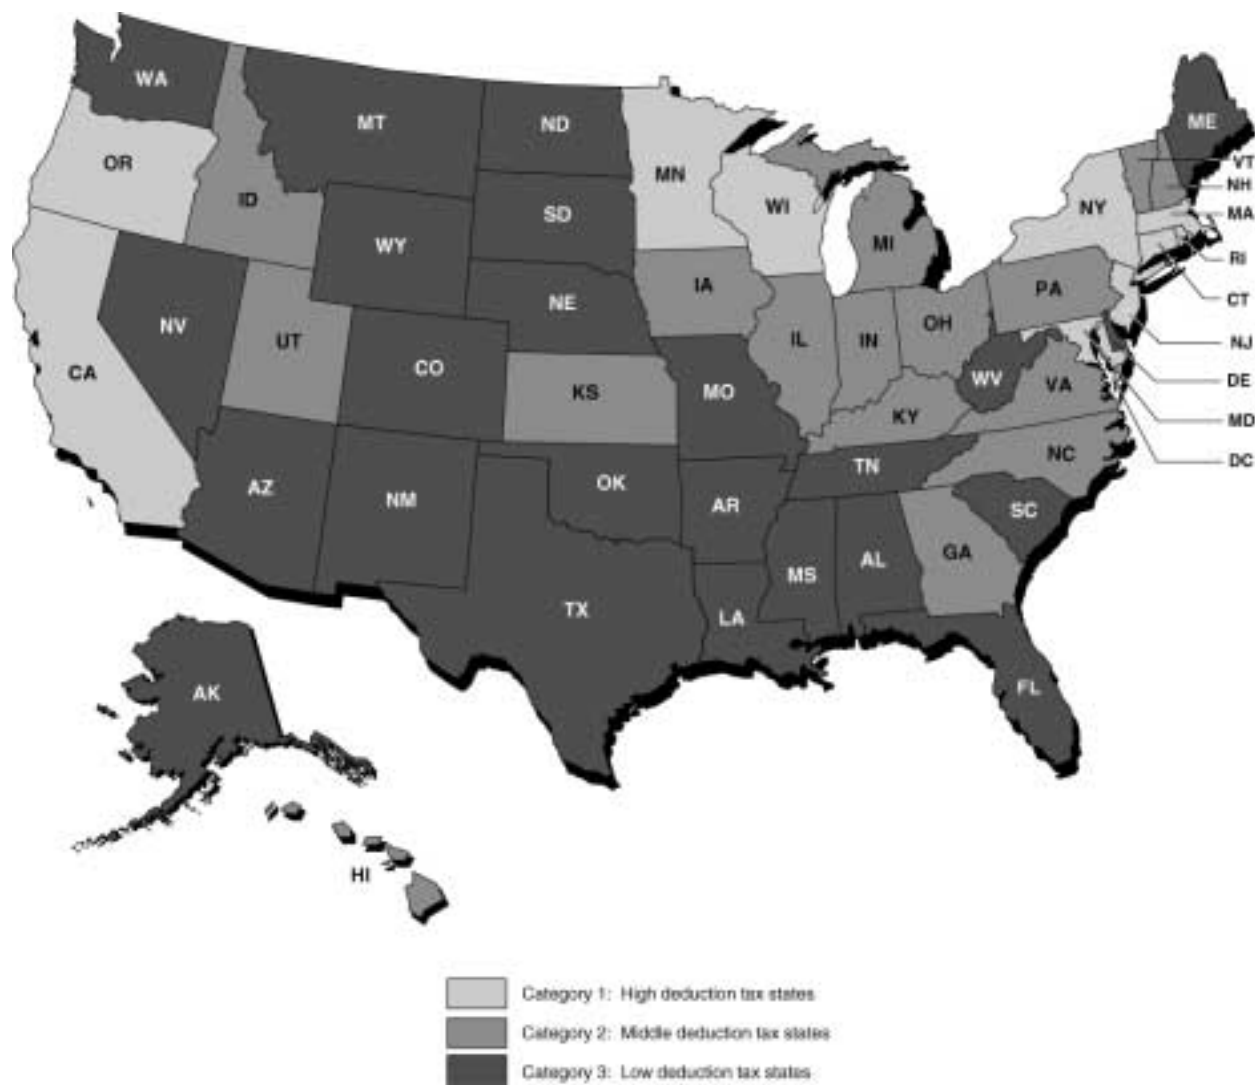 WA
MT
ND
MN
ME
OR
VT
ID
WI
NH
SD
NY
MA
WY
MI
RI
IA
PA
CT
NE
NV
UT
IL
IN
OH
NJ
CO
CA
KS
MO
WV
VA
DE
KY
MD
NC
DC
TN
AZ
NM
OK
AR
SC
GA
MS
AL
TX
LA
FL
AK
HI
Category 1: High deduction tax states
Category 2: Middle deduction tax states
Category 3: Low deduction tax states